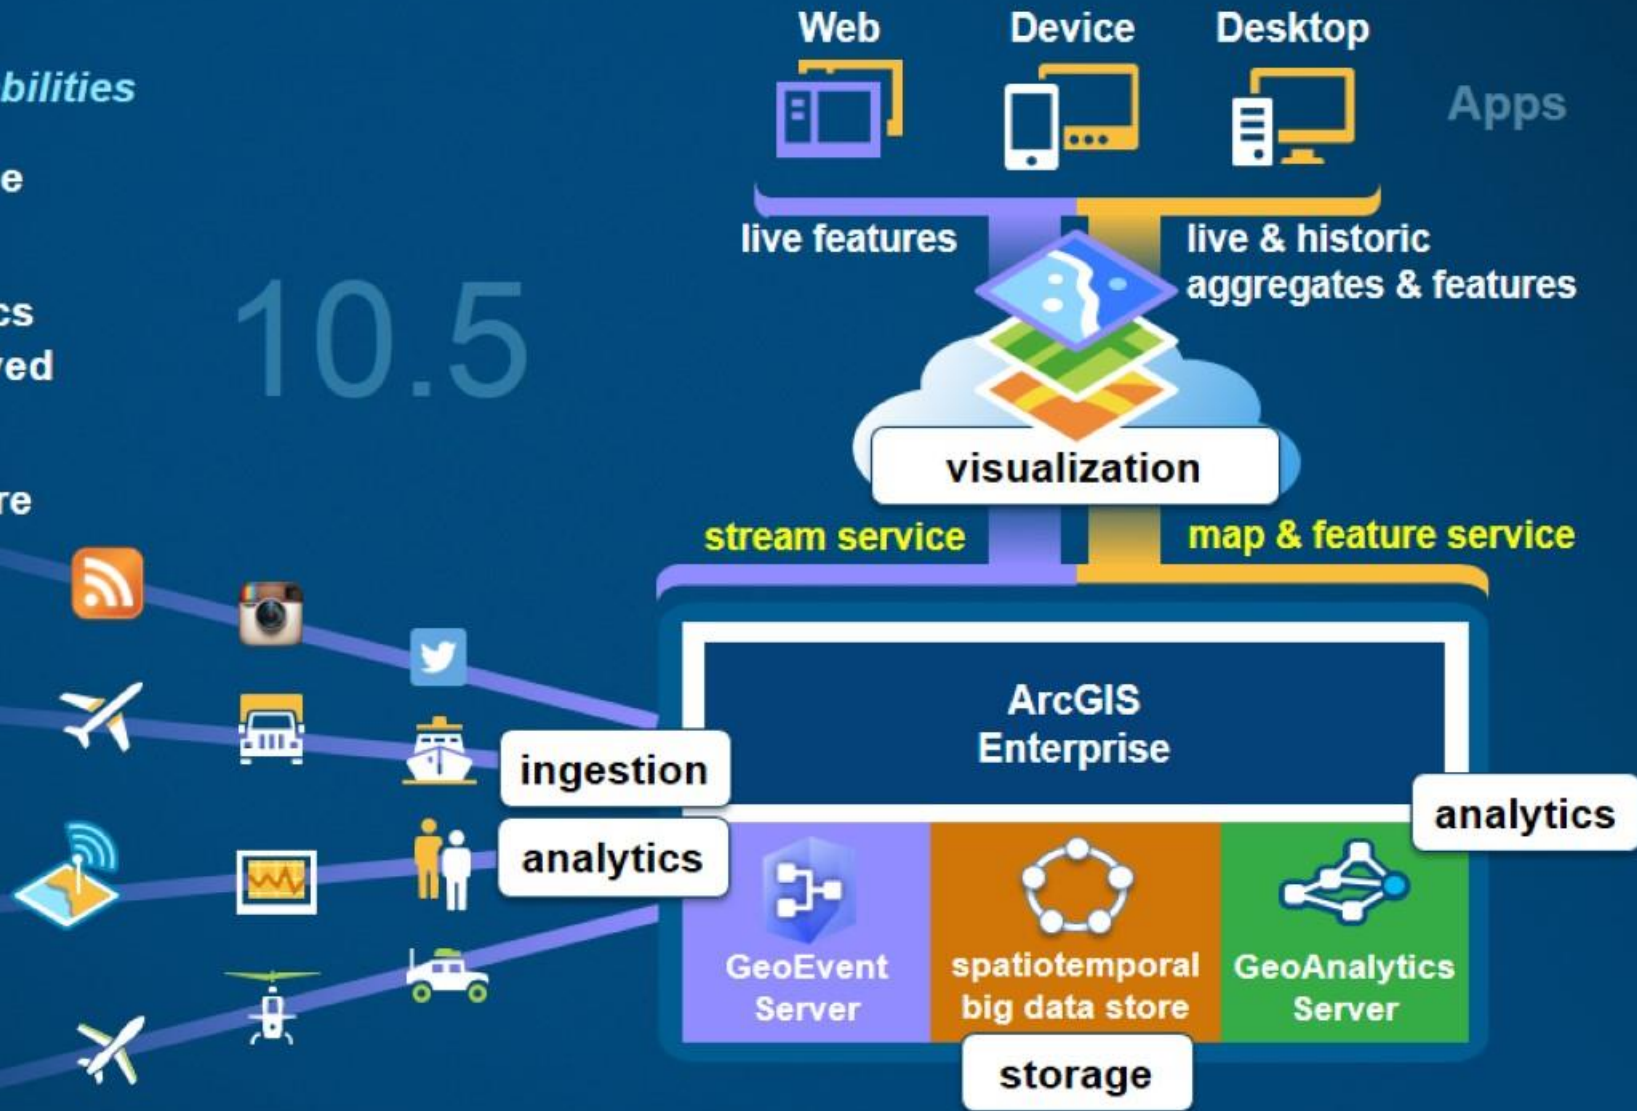 Web
Device
Desktop
Apps
bilities
e
cs
ved
re
10.5
live features
live & historic
aggregates & features
visualization
stream service
map & feature service
ArcGIS
Enterprise
ingestion
analytics
analytics
GeoEvent
Server
spatiotemporal
big data store
GeoAnalytics
Server
storage